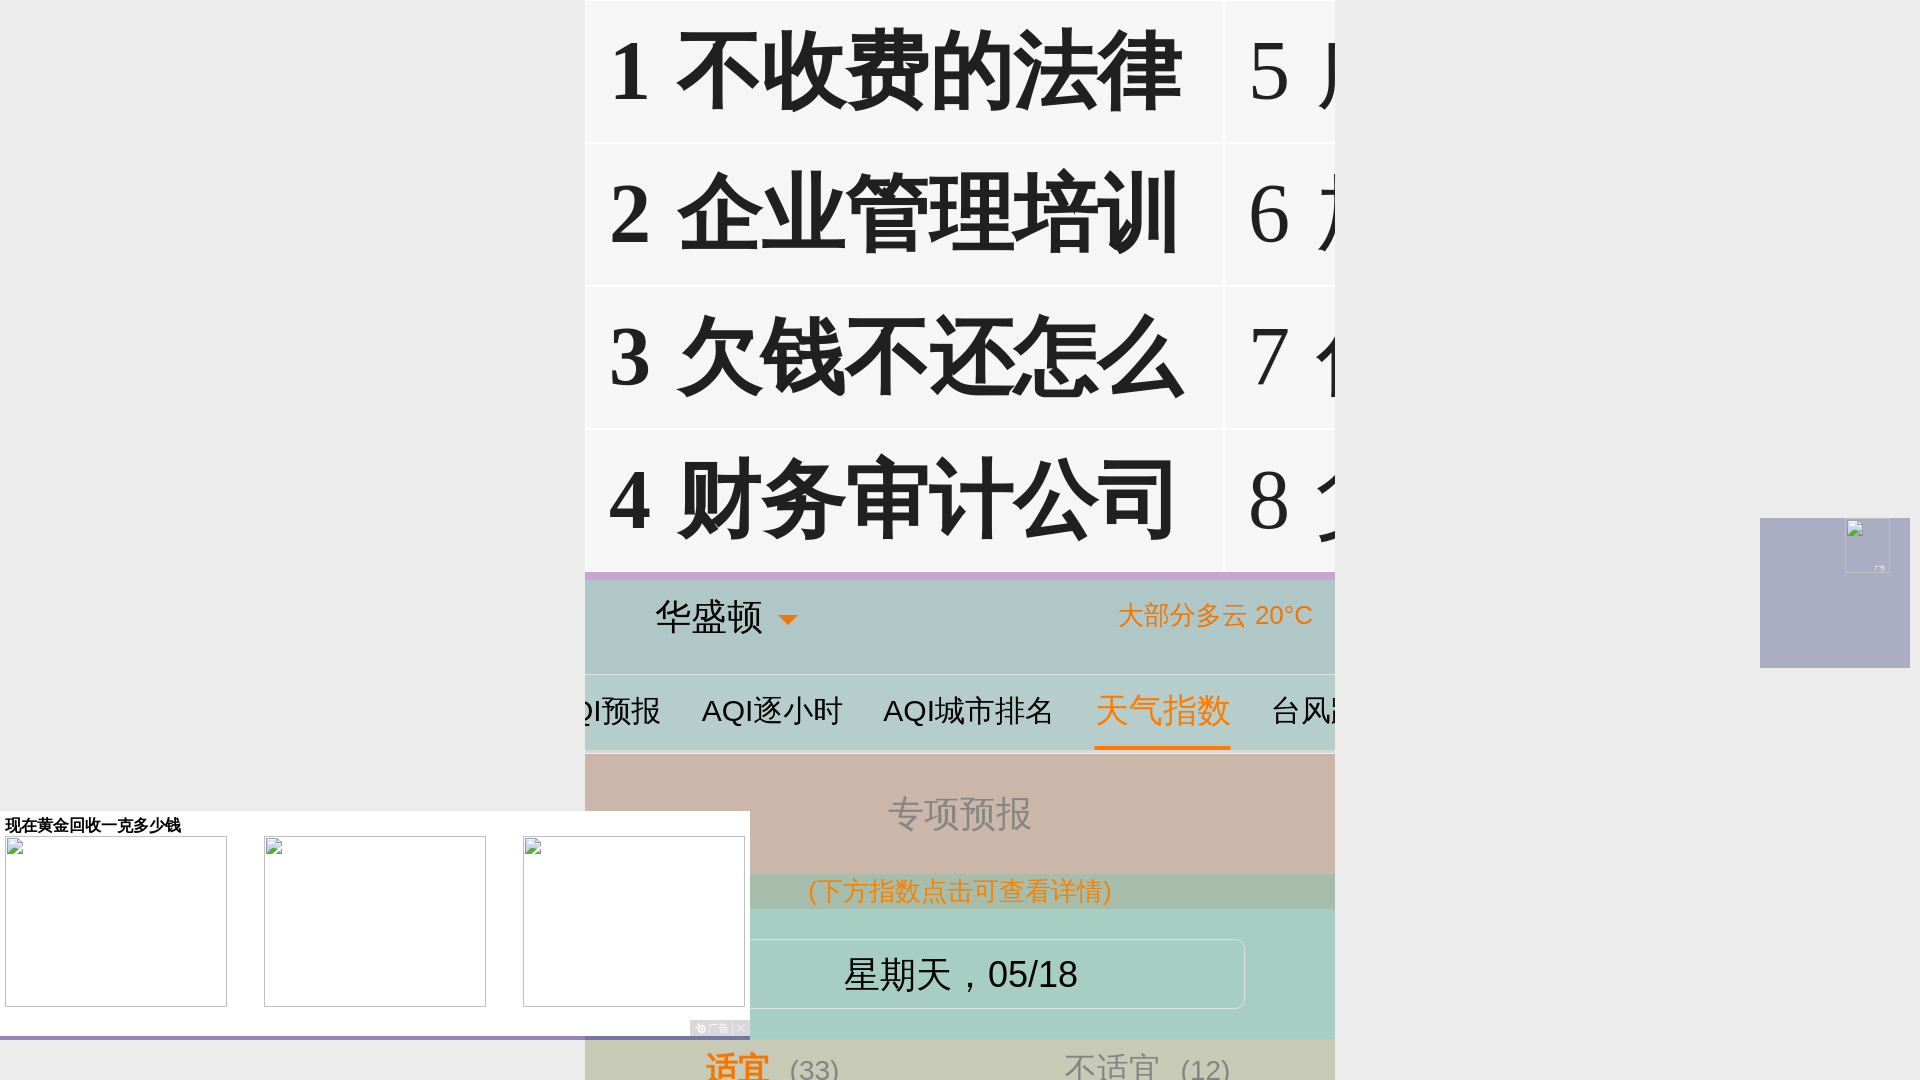 1 不收费的法律
5
2 企业管理培训
6
3 欠钱不还怎么
7
4 财务审计公司
8
华盛顿
大部分多云 20°C
QI预报 AQI逐小时 AQI城市排名 天气指数 台风
专项预报
(下方指数点击可查看详情)
星期天，05/18
适宜 (33)
不适宜 (12)
现在黄金回收一克多少钱
广告
广告